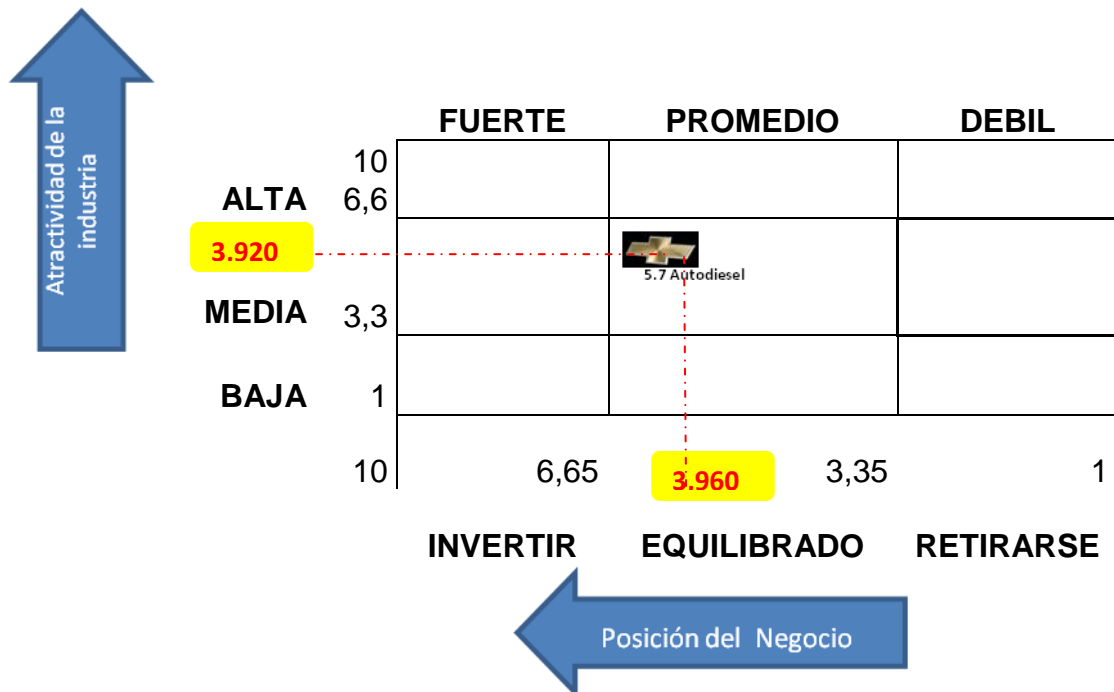 Atractividad de la
industria
FUERTE PROMEDIO DEBIL
10
ALTA 6,6
3.920
5.7 Autodiesel
MEDIA 3,3
BAJA 1
10 6,65 3.960 3,35 1
INVERTIR EQUILIBRADO RETIRARSE
Posición del Negocio